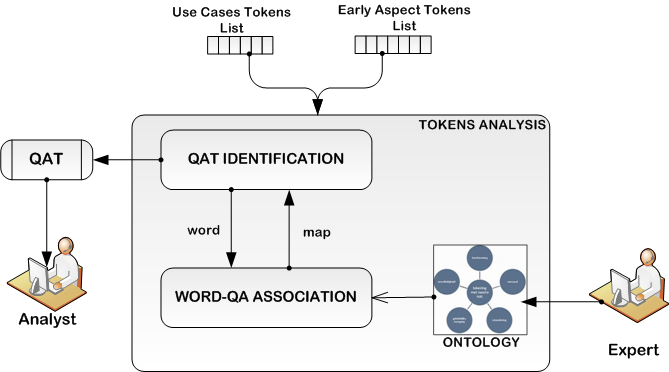 Use Cases Tokens
List
Early Aspect Tokens
List
TOKENS ANALYSIS
QAT IDENTIFICATION
QAT
word
map
WORD-QA ASSOCIATION
ONTOLOGY
Analyst
Expert